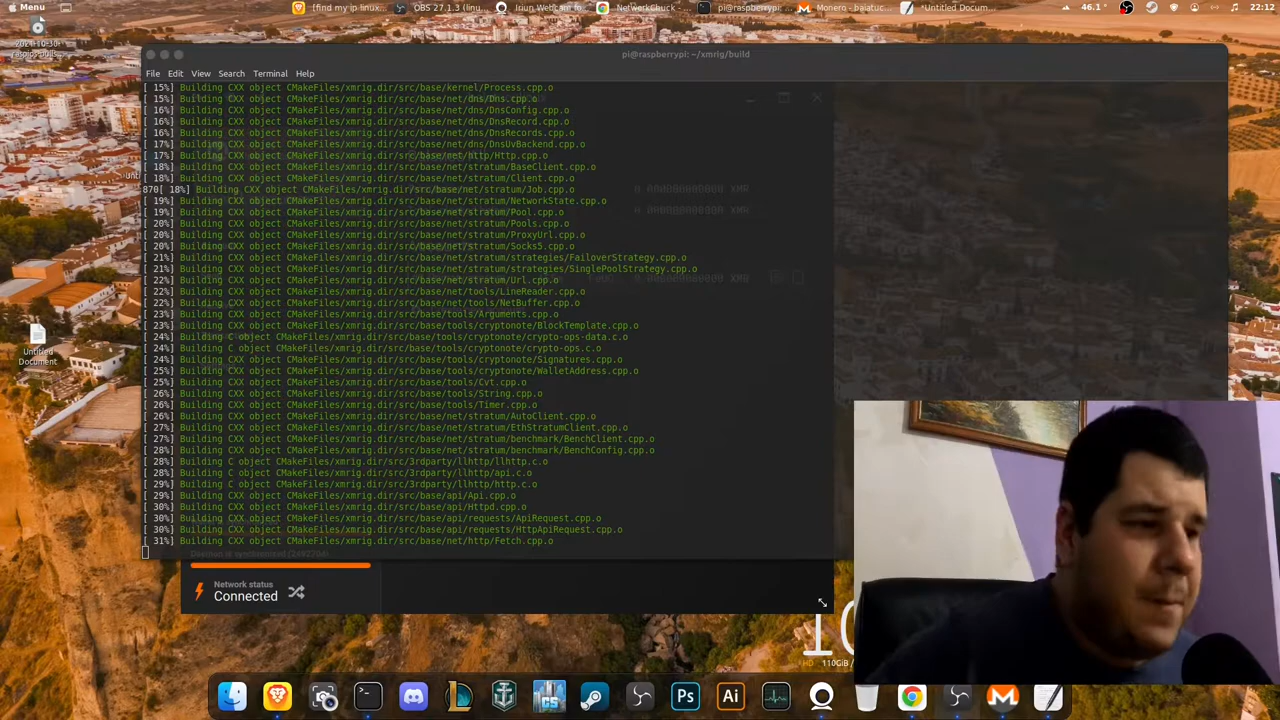 Menu
[find my ip linux...
OBS 27.1.3 (linu...
Iriun Webcam fo...
NetworkChuck - ...
pi@raspberrypi: ...
Monero - baiatuc...
*Untitled Docum...
46.1°
22:12
pi@raspberrypi: ~/xmrig/build
File Edit View Search Terminal Help
[ 15%] Building CXX object CMakeFiles/xmrig.dir/src/base/kernel/Process.cpp.o
[ 15%] Building CXX object CMakeFiles/xmrig.dir/src/base/net/dns/Dns.cpp.o
[ 16%] Building CXX object CMakeFiles/xmrig.dir/src/base/net/dns/DnsConfig.cpp.o
[ 16%] Building CXX object CMakeFiles/xmrig.dir/src/base/net/dns/DnsRecord.cpp.o
[ 16%] Building CXX object CMakeFiles/xmrig.dir/src/base/net/dns/DnsRecords.cpp.o
[ 17%] Building CXX object CMakeFiles/xmrig.dir/src/base/net/dns/DnsUvBackend.cpp.o
[ 17%] Building CXX object CMakeFiles/xmrig.dir/src/base/net/http/Http.cpp.o
[ 18%] Building CXX object CMakeFiles/xmrig.dir/src/base/net/stratum/BaseClient.cpp.o
[ 18%] Building CXX object CMakeFiles/xmrig.dir/src/base/net/stratum/Client.cpp.o
870[ 18%] Building CXX object CMakeFiles/xmrig.dir/src/base/net/stratum/Job.cpp.o
[ 19%] Building CXX object CMakeFiles/xmrig.dir/src/base/net/stratum/NetworkState.cpp.o
[ 19%] Building CXX object CMakeFiles/xmrig.dir/src/base/net/stratum/Pool.cpp.o
[ 20%] Building CXX object CMakeFiles/xmrig.dir/src/base/net/stratum/Pools.cpp.o
[ 20%] Building CXX object CMakeFiles/xmrig.dir/src/base/net/stratum/ProxyUrl.cpp.o
[ 20%] Building CXX object CMakeFiles/xmrig.dir/src/base/net/stratum/Socks5.cpp.o
[ 21%] Building CXX object CMakeFiles/xmrig.dir/src/base/net/stratum/strategies/FailoverStrategy.cpp.o
[ 21%] Building CXX object CMakeFiles/xmrig.dir/src/base/net/stratum/strategies/SinglePoolStrategy.cpp.o
[ 22%] Building CXX object CMakeFiles/xmrig.dir/src/base/net/stratum/Url.cpp.o
[ 22%] Building CXX object CMakeFiles/xmrig.dir/src/base/net/tools/LineReader.cpp.o
[ 22%] Building CXX object CMakeFiles/xmrig.dir/src/base/net/tools/NetBuffer.cpp.o
[ 23%] Building CXX object CMakeFiles/xmrig.dir/src/base/tools/Arguments.cpp.o
[ 23%] Building CXX object CMakeFiles/xmrig.dir/src/base/tools/cryptonote/BlockTemplate.cpp.o
[ 24%] Building C object CMakeFiles/xmrig.dir/src/base/tools/cryptonote/crypto-ops-data.c.o
[ 24%] Building C object CMakeFiles/xmrig.dir/src/base/tools/cryptonote/crypto-ops.c.o
[ 24%] Building CXX object CMakeFiles/xmrig.dir/src/base/tools/cryptonote/Signatures.cpp.o
[ 25%] Building CXX object CMakeFiles/xmrig.dir/src/base/tools/cryptonote/WalletAddress.cpp.o
[ 25%] Building CXX object CMakeFiles/xmrig.dir/src/base/tools/Cvt.cpp.o
[ 26%] Building CXX object CMakeFiles/xmrig.dir/src/base/tools/String.cpp.o
[ 26%] Building CXX object CMakeFiles/xmrig.dir/src/base/tools/Timer.cpp.o
[ 26%] Building CXX object CMakeFiles/xmrig.dir/src/base/net/stratum/AutoClient.cpp.o
[ 27%] Building CXX object CMakeFiles/xmrig.dir/src/base/net/stratum/EthStratumClient.cpp.o
[ 27%] Building CXX object CMakeFiles/xmrig.dir/src/base/net/stratum/benchmark/BenchClient.cpp.o
[ 28%] Building CXX object CMakeFiles/xmrig.dir/src/base/net/stratum/benchmark/BenchConfig.cpp.o
[ 28%] Building C object CMakeFiles/xmrig.dir/src/3rdparty/llhttp/llhttp.c.o
[ 28%] Building C object CMakeFiles/xmrig.dir/src/3rdparty/llhttp/api.c.o
[ 29%] Building C object CMakeFiles/xmrig.dir/src/3rdparty/llhttp/http.c.o
[ 29%] Building CXX object CMakeFiles/xmrig.dir/src/base/api/Api.cpp.o
[ 30%] Building CXX object CMakeFiles/xmrig.dir/src/base/api/Httpd.cpp.o
[ 30%] Building CXX object CMakeFiles/xmrig.dir/src/base/api/requests/ApiRequest.cpp.o
[ 30%] Building CXX object CMakeFiles/xmrig.dir/src/base/api/requests/HttpApiRequest.cpp.o
[ 31%] Building CXX object CMakeFiles/xmrig.dir/src/base/net/http/Fetch.cpp.o
Untitled
Document
Daemon is synchronized (2492704)
Network status
Connected
110GiB
Ps
Ai